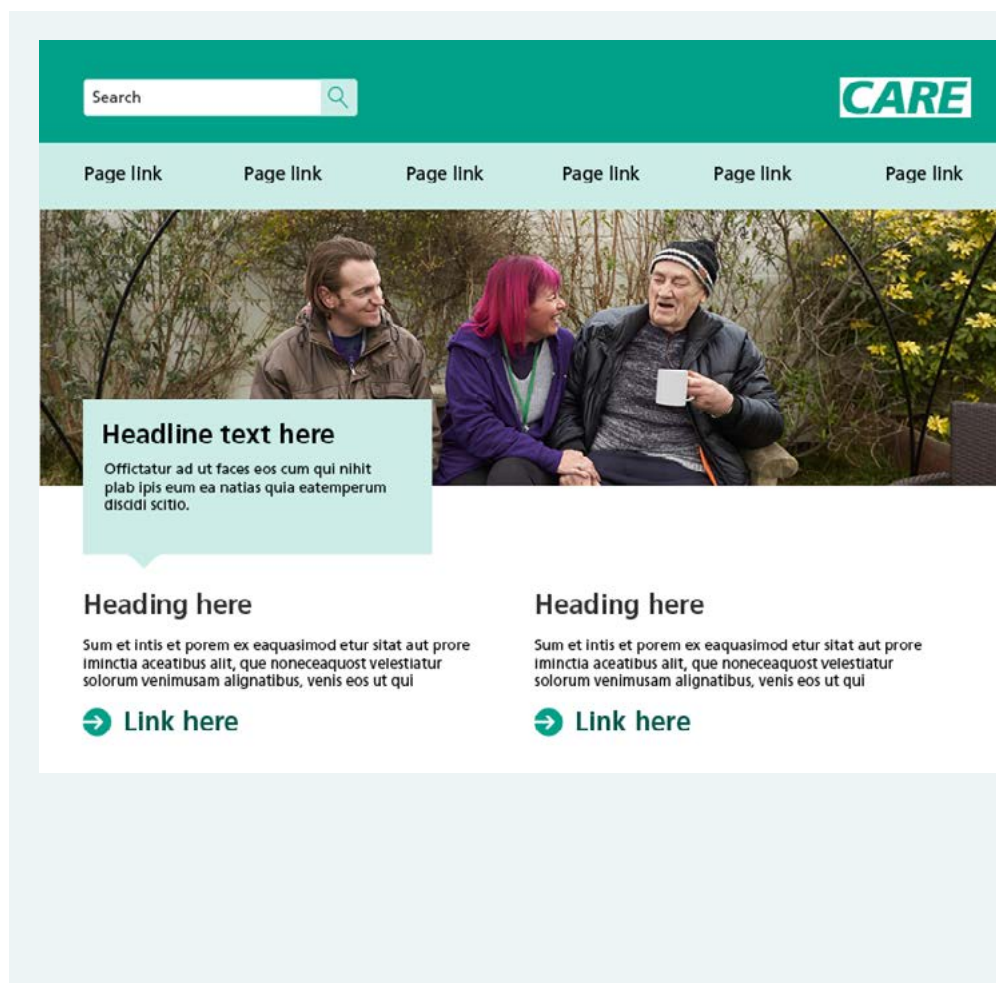 Search
CARE
Page link
Page link
Page link
Page link
Page link
Page link
Headline text here
Offictatur ad ut faces eos cum qui nihit
plab ipis eum ea natias quia eatemperum
discidi scitio.
Heading here
Sum et intis et porem ex eaquasimod etur sitat aut prore
iminctia aceatibus alit, que noneceaquost velestiatur
solorum venimusam alignatibus, venis eos ut qui
Link here
Heading here
Sum et intis et porem ex eaquasimod etur sitat aut prore
iminctia aceatibus alit, que noneceaquost velestiatur
solorum venimusam alignatibus, venis eos ut qui
Link here